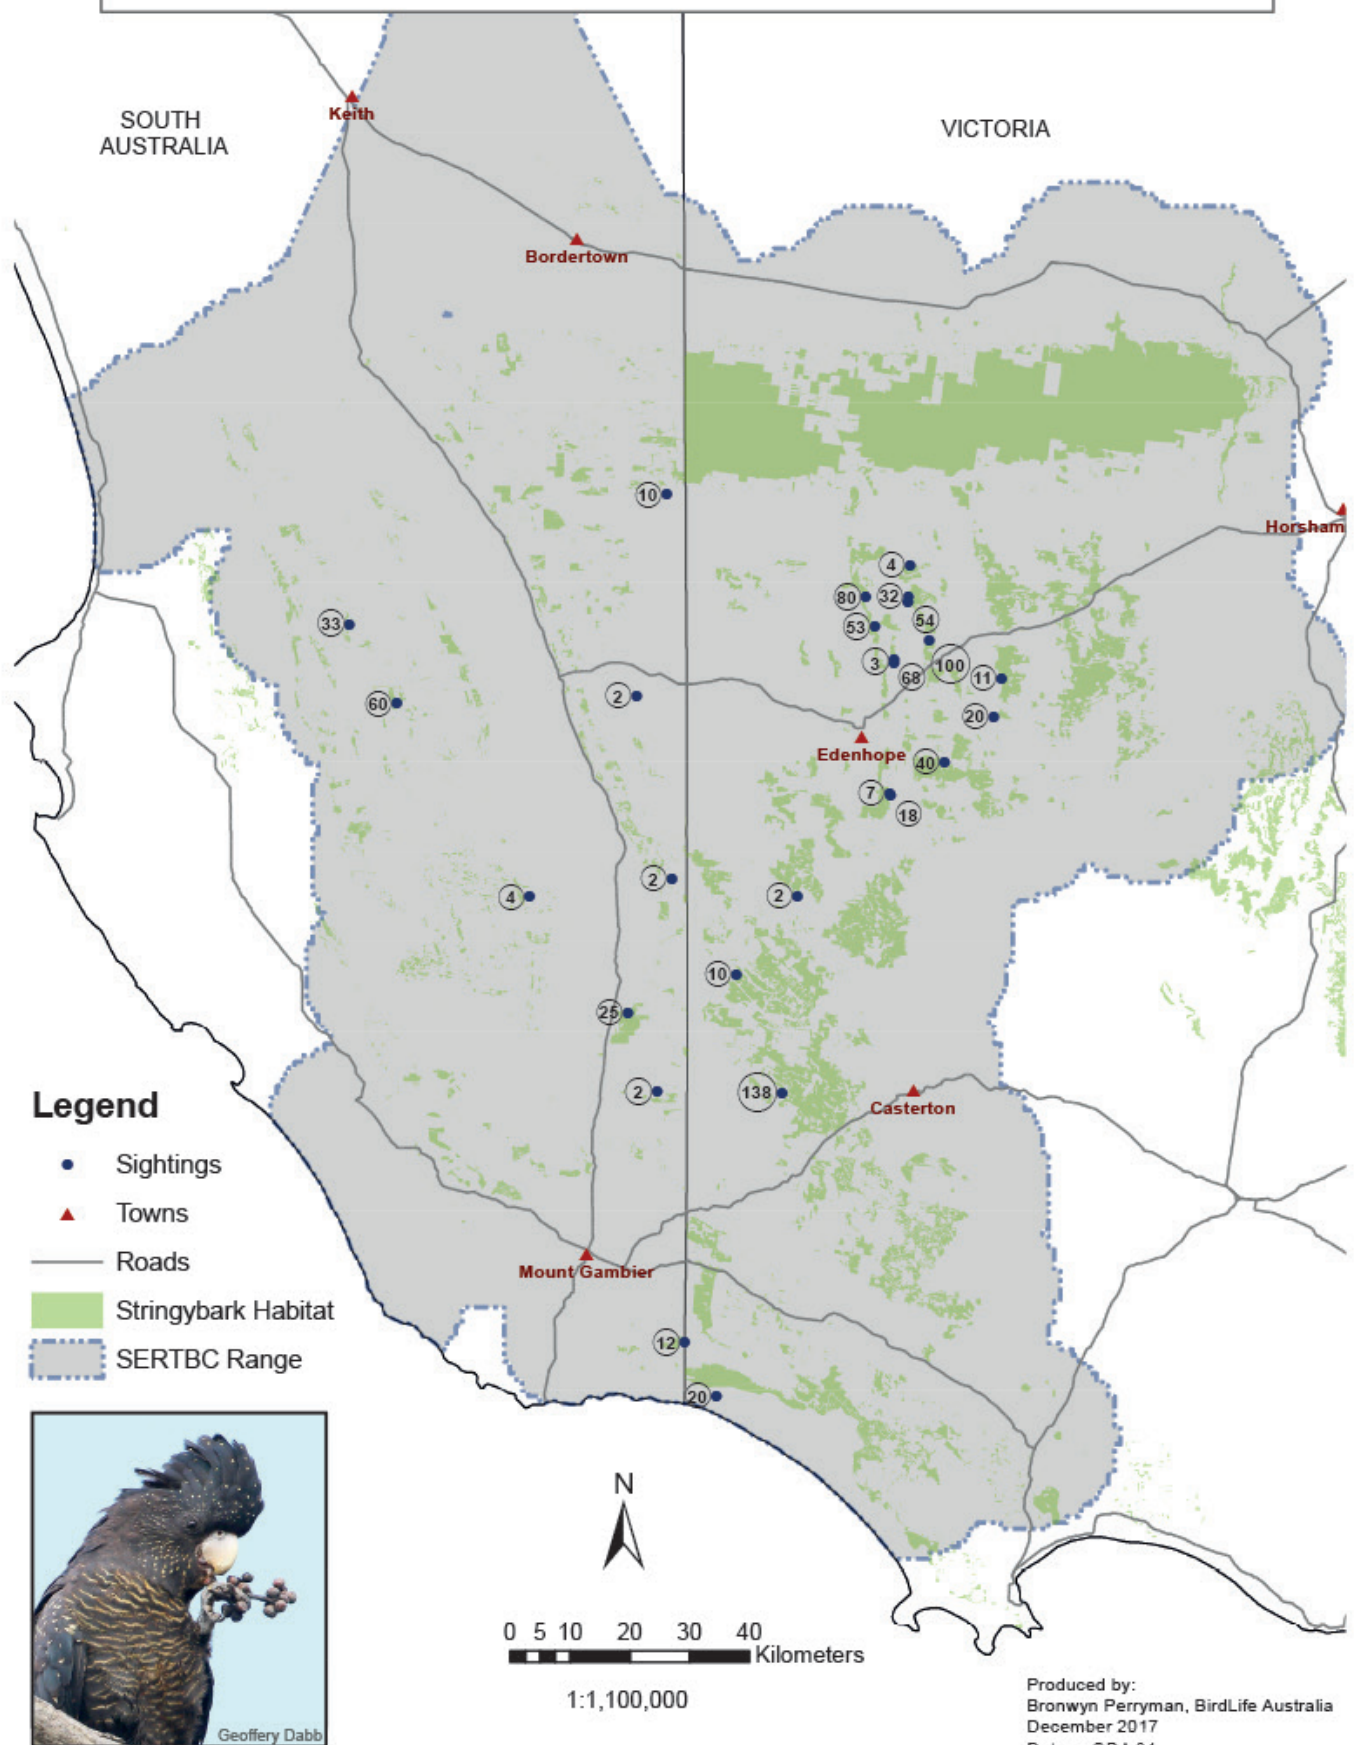 SOUTH
AUSTRALIA
VICTORIA
Keith
Bordertown
10
Horsham
4
80
32
33
53
54
3
100
68
11
60
2
20
Edenhope
40
7
18
2
4
2
10
25
2
138
Casterton
Legend
Sightings
Towns
Roads
Stringybark Habitat
SERTBC Range
Mount Gambier
12
20
N
0 5 10 20 30 40
Kilometers
1:1,100,000
Geoffery Dabb
Produced by:
Bronwyn Perryman, BirdLife Australia
December 2017